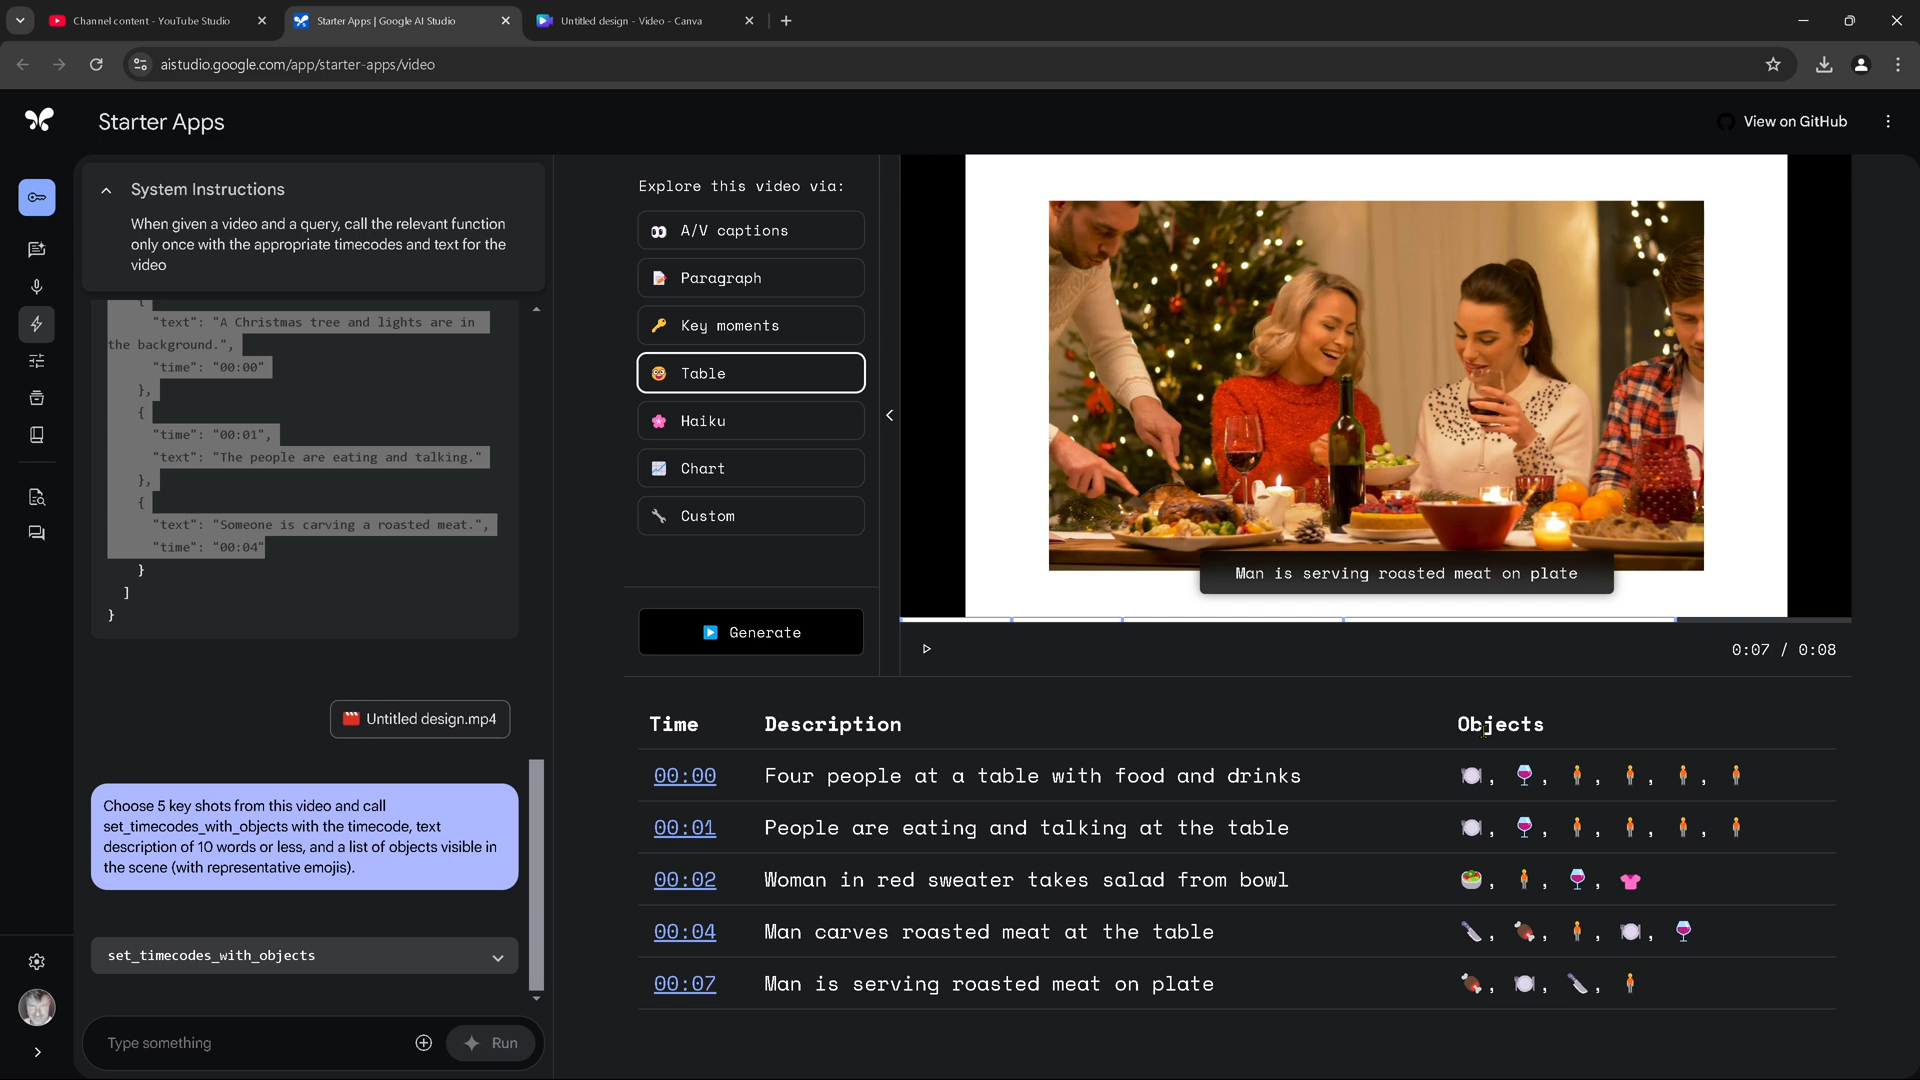 Channel content - YouTube Studio
Starter Apps | Google AI Studio
Untitled design - Video - Canva
aistudio.google.com/app/starter-apps/video
Starter Apps
View on GitHub
System Instructions
When given a video and a query, call the relevant function
only once with the appropriate timecodes and text for the
video
{
"text": "A Christmas tree and lights are in
the background.",
"time": "00:00"
},
{
"time": "00:01",
"text": "The people are eating and talking."
},
{
"text": "Someone is carving a roasted meat.",
"time": "00:04"
}
]
}
Untitled design.mp4
Choose 5 key shots from this video and call
set_timecodes_with_objects with the timecode, text
description of 10 words or less, and a list of objects visible in
the scene (with representative emojis).
set_timecodes_with_objects
Type something
Run
Explore this video via:
A/V captions
Paragraph
Key moments
Table
Haiku
Chart
Custom
Generate
Man is serving roasted meat on plate
0:07 / 0:08
Time Description Objects
00:00 Four people at a table with food and drinks 🍽️, 🍷, 🧍, 🧍, 🧍, 🧍
00:01 People are eating and talking at the table 🍽️, 🍷, 🧍, 🧍, 🧍, 🧍
00:02 Woman in red sweater takes salad from bowl 🥗, 🧍, 🍷, 👚
00:04 Man carves roasted meat at the table 🔪, 🍖, 🧍, 🍽️, 🍷
00:07 Man is serving roasted meat on plate 🍖, 🍽️, 🔪, 🧍